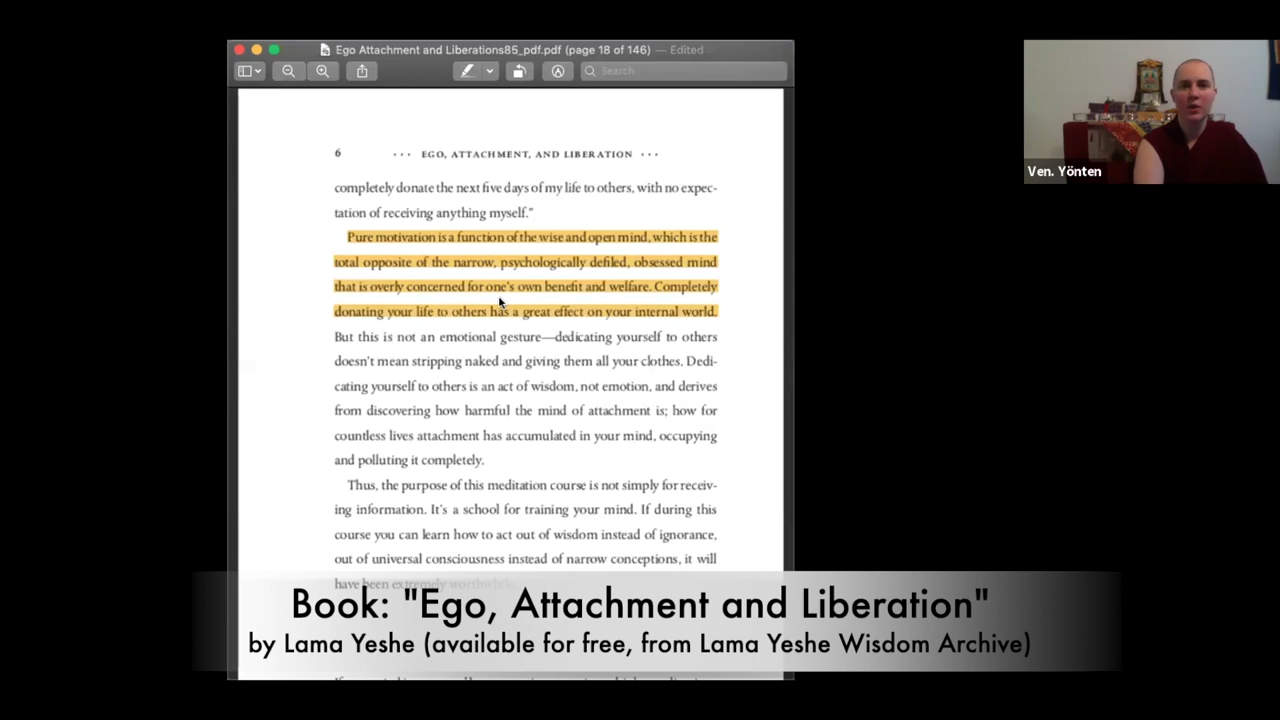 Ego Attachment and Liberations85_pdf.pdf (page 18 of 146) — Edited
Search
6 ··· EGO, ATTACHMENT, AND LIBERATION ···
completely donate the next five days of my life to others, with no expec-
tation of receiving anything myself."
Pure motivation is a function of the wise and open mind, which is the
total opposite of the narrow, psychologically defiled, obsessed mind
that is overly concerned for one's own benefit and welfare. Completely
donating your life to others has a great effect on your internal world.
But this is not an emotional gesture—dedicating yourself to others
doesn't mean stripping naked and giving them all your clothes. Dedi-
cating yourself to others is an act of wisdom, not emotion, and derives
from discovering how harmful the mind of attachment is; how for
countless lives attachment has accumulated in your mind, occupying
and polluting it completely.
Thus, the purpose of this meditation course is not simply for receiv-
ing information. It's a school for training your mind. If during this
course you can learn how to act out of wisdom instead of ignorance,
out of universal consciousness instead of narrow conceptions, it will
have been extremely worthwhile.
Book: "Ego, Attachment and Liberation"
by Lama Yeshe (available for free, from Lama Yeshe Wisdom Archive)
Ven. Yönten